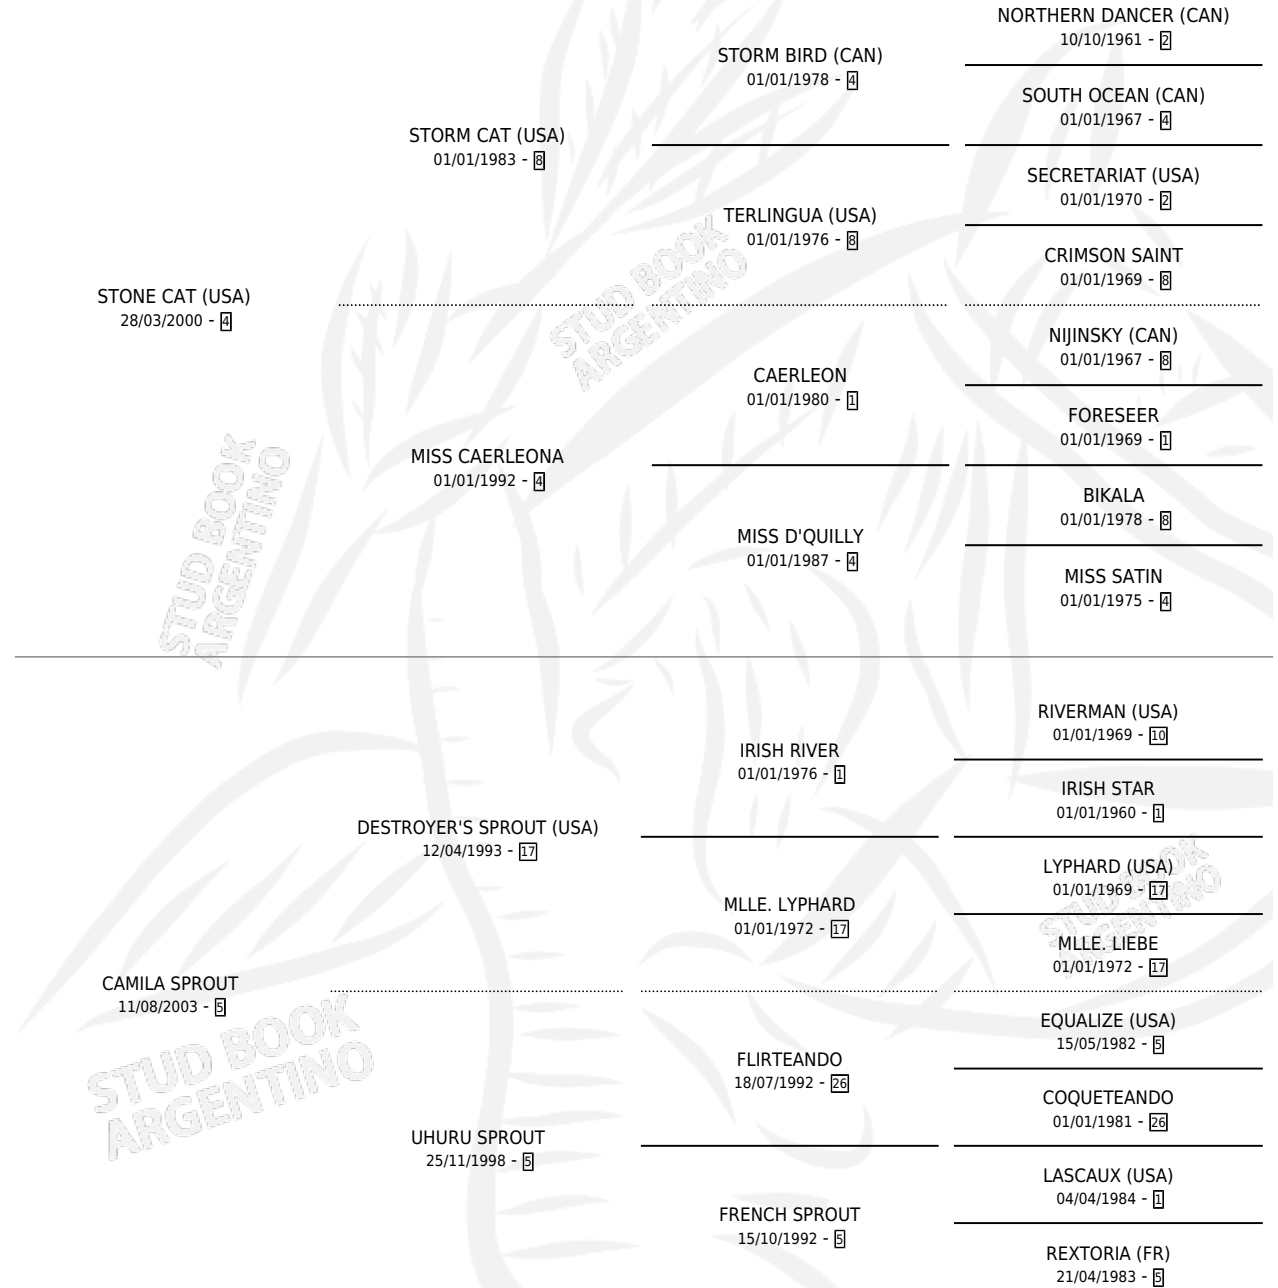 NORTHERN DANCER (CAN)
10/10/1961 - 2
STORM BIRD (CAN)
01/01/1978 - 4
SOUTH OCEAN (CAN)
01/01/1967 - 4
STORM CAT (USA)
01/01/1983 - 8
SECRETARIAT (USA)
01/01/1970 - 2
TERLINGUA (USA)
01/01/1976 - 8
CRIMSON SAINT
01/01/1969 - 8
STONE CAT (USA)
28/03/2000 - 4
NIJINSKY (CAN)
01/01/1967 - 8
CAERLEON
01/01/1980 - 1
FORESEER
01/01/1969 - 1
MISS CAERLEONA
01/01/1992 - 4
BIKALA
01/01/1978 - 8
MISS D'QUILLY
01/01/1987 - 4
MISS SATIN
01/01/1975 - 4
RIVERMAN (USA)
01/01/1969 - 10
IRISH RIVER
01/01/1976 - 1
IRISH STAR
01/01/1960 - 1
DESTROYER'S SPROUT (USA)
12/04/1993 - 17
LYPHARD (USA)
01/01/1969 - 17
MLLE. LYPHARD
01/01/1972 - 17
MLLE. LIEBE
01/01/1972 - 17
CAMILA SPROUT
11/08/2003 - 5
EQUALIZE (USA)
15/05/1982 - 5
FLIRTEANDO
18/07/1992 - 26
COQUETEANDO
01/01/1981 - 26
UHURU SPROUT
25/11/1998 - 5
LASCAUX (USA)
04/04/1984 - 1
FRENCH SPROUT
15/10/1992 - 5
REXTORIA (FR)
21/04/1983 - 5
STUD BOOK
ARGENTINO
STUD BOOK
ARGENTINO
STUD BOOK
ARGENTINO
STUD BOOK
ARGENTINO